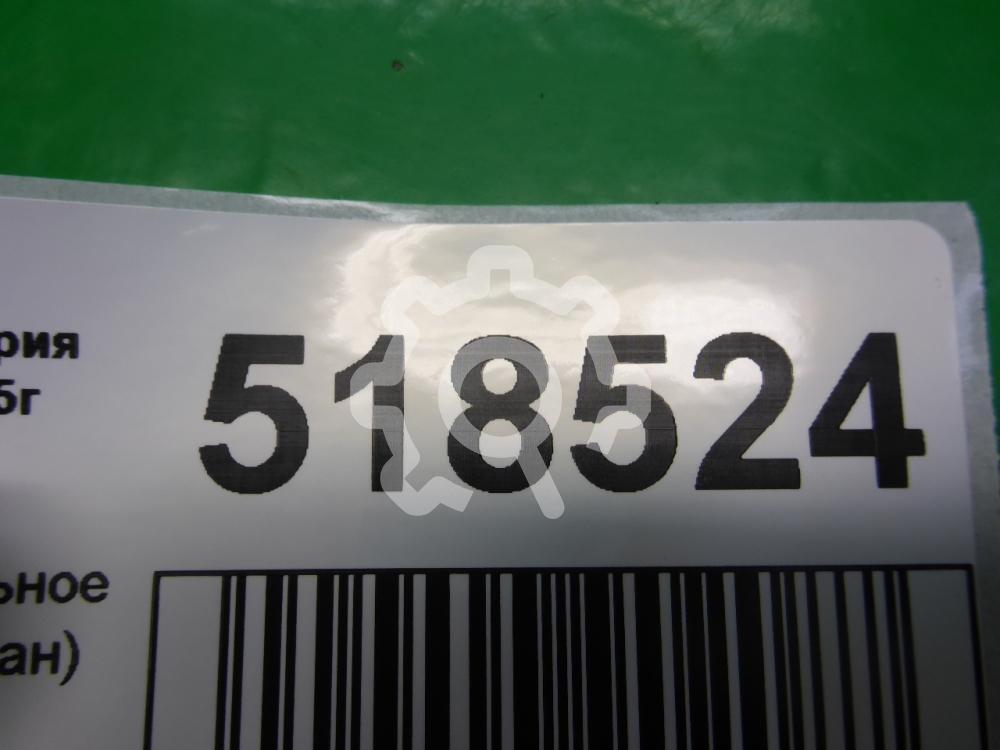 рия
518524
5г
ьное
ан)